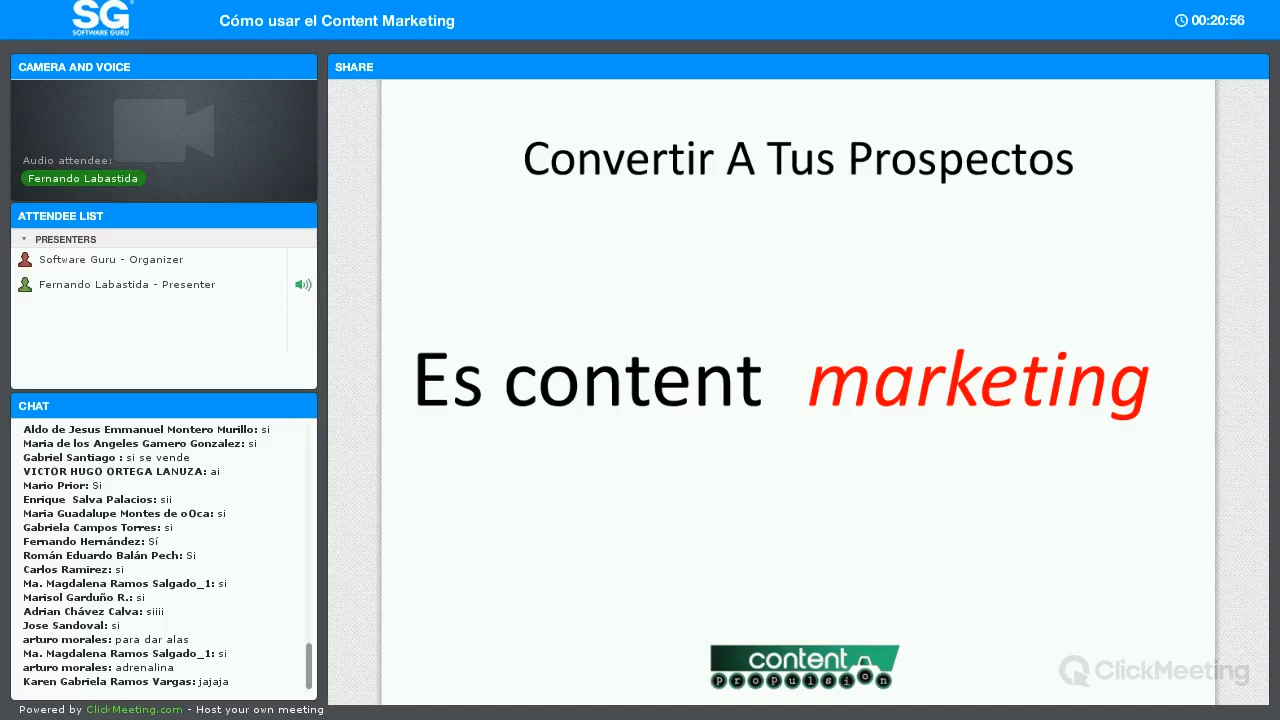 SG
SOFTWARE GURU
Cómo usar el Content Marketing
00:20:56
CAMERA AND VOICE
Audio attendee:
Fernando Labastida
ATTENDEE LIST
PRESENTERS
Software Guru - Organizer
Fernando Labastida - Presenter
CHAT
Aldo de Jesus Emmanuel Montero Murillo: si
Maria de los Angeles Gamero Gonzalez: si
Gabriel Santiago : si se vende
VICTOR HUGO ORTEGA LANUZA: ai
Mario Prior: Si
Enrique Salva Palacios: sii
Maria Guadalupe Montes de oOca: si
Gabriela Campos Torres: si
Fernando Hernández: Sí
Román Eduardo Balán Pech: Si
Carlos Ramirez: si
Ma. Magdalena Ramos Salgado_1: si
Marisol Garduño R.: si
Adrian Chávez Calva: siiii
Jose Sandoval: si
arturo morales: para dar alas
Ma. Magdalena Ramos Salgado_1: si
arturo morales: adrenalina
Karen Gabriela Ramos Vargas: jajaja
Powered by ClickMeeting.com - Host your own meeting
SHARE
Convertir A Tus Prospectos
Es content marketing
content
propulsion
ClickMeeting